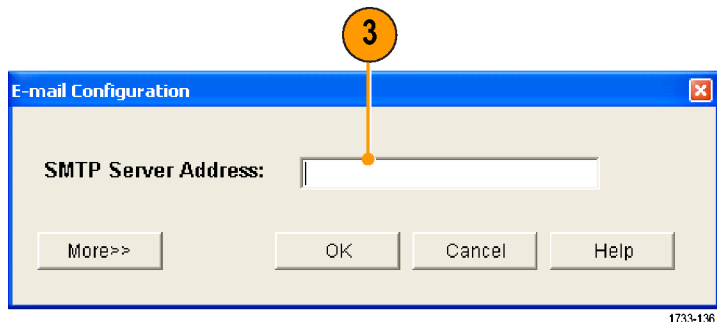 3
E-mail Configuration
SMTP Server Address:
More>> OK Cancel Help
1733-136